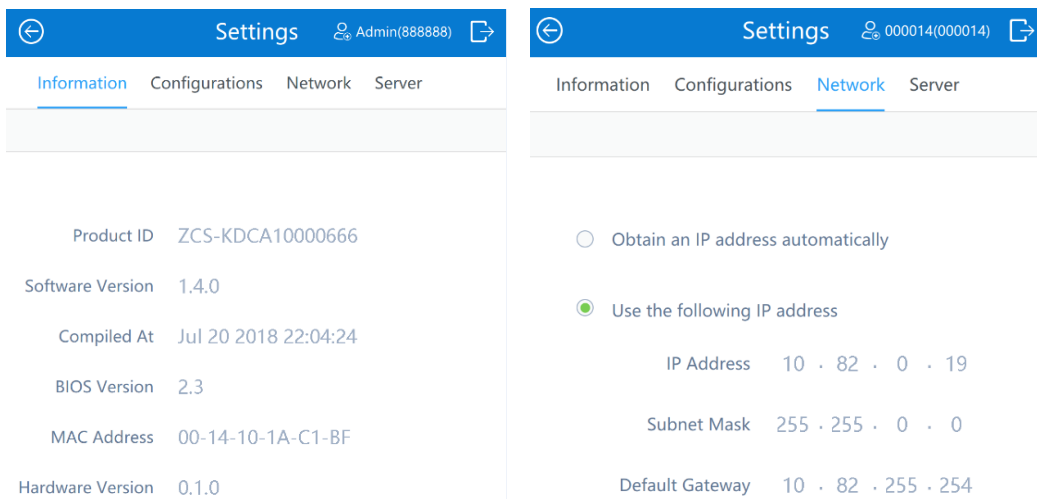 Settings
Admin(888888)
Information Configurations Network Server
Product ID ZCS-KDCA10000666
Software Version 1.4.0
Compiled At Jul 20 2018 22:04:24
BIOS Version 2.3
MAC Address 00-14-10-1A-C1-BF
Hardware Version 0.1.0
Settings
000014(000014)
Information Configurations Network Server
Obtain an IP address automatically
Use the following IP address
IP Address 10 . 82 . 0 . 19
Subnet Mask 255 . 255 . 0 . 0
Default Gateway 10 . 82 . 255 . 254